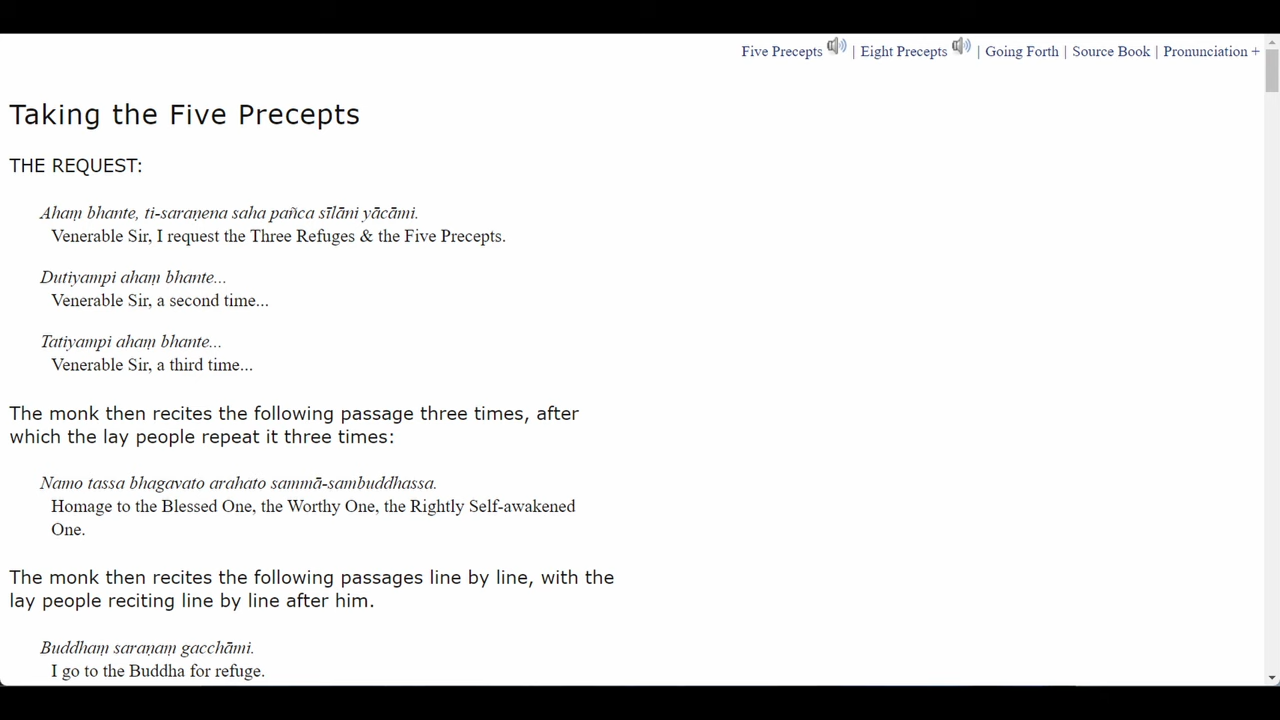 Five Precepts | Eight Precepts | Going Forth | Source Book | Pronunciation +
Taking the Five Precepts
THE REQUEST:
Ahaṃ bhante, ti-saraṇena saha pañca sīlāni yācāmi.
Venerable Sir, I request the Three Refuges & the Five Precepts.
Dutiyampi ahaṃ bhante...
Venerable Sir, a second time...
Tatiyampi ahaṃ bhante...
Venerable Sir, a third time...
The monk then recites the following passage three times, after
which the lay people repeat it three times:
Namo tassa bhagavato arahato sammā-sambuddhassa.
Homage to the Blessed One, the Worthy One, the Rightly Self-awakened
One.
The monk then recites the following passages line by line, with the
lay people reciting line by line after him.
Buddhaṃ saraṇaṃ gacchāmi.
I go to the Buddha for refuge.